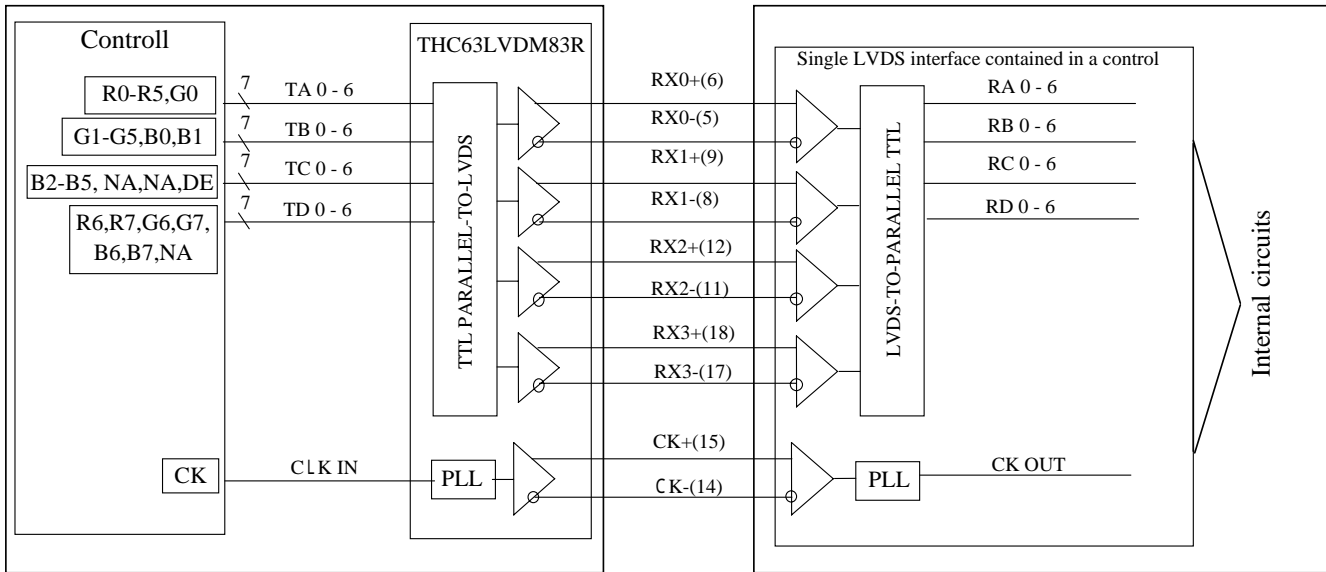 Controll
R0-R5,G0
G1-G5,B0,B1
B2-B5, NA,NA,DE
R6,R7,G6,G7,
B6,B7,NA
CK
7
TA 0 - 6
7
TB 0 - 6
7
TC 0 - 6
7
TD 0 - 6
CLK IN
THC63LVDM83R
TTL PARALLEL-TO-LVDS
PLL
RX0+(6)
RX0-(5)
RX1+(9)
RX1-(8)
RX2+(12)
RX2-(11)
RX3+(18)
RX3-(17)
CK+(15)
CK-(14)
Single LVDS interface contained in a control
LVDS-TO-PARALLEL TTL
PLL
RA 0 - 6
RB 0 - 6
RC 0 - 6
RD 0 - 6
CK OUT
Internal circuits